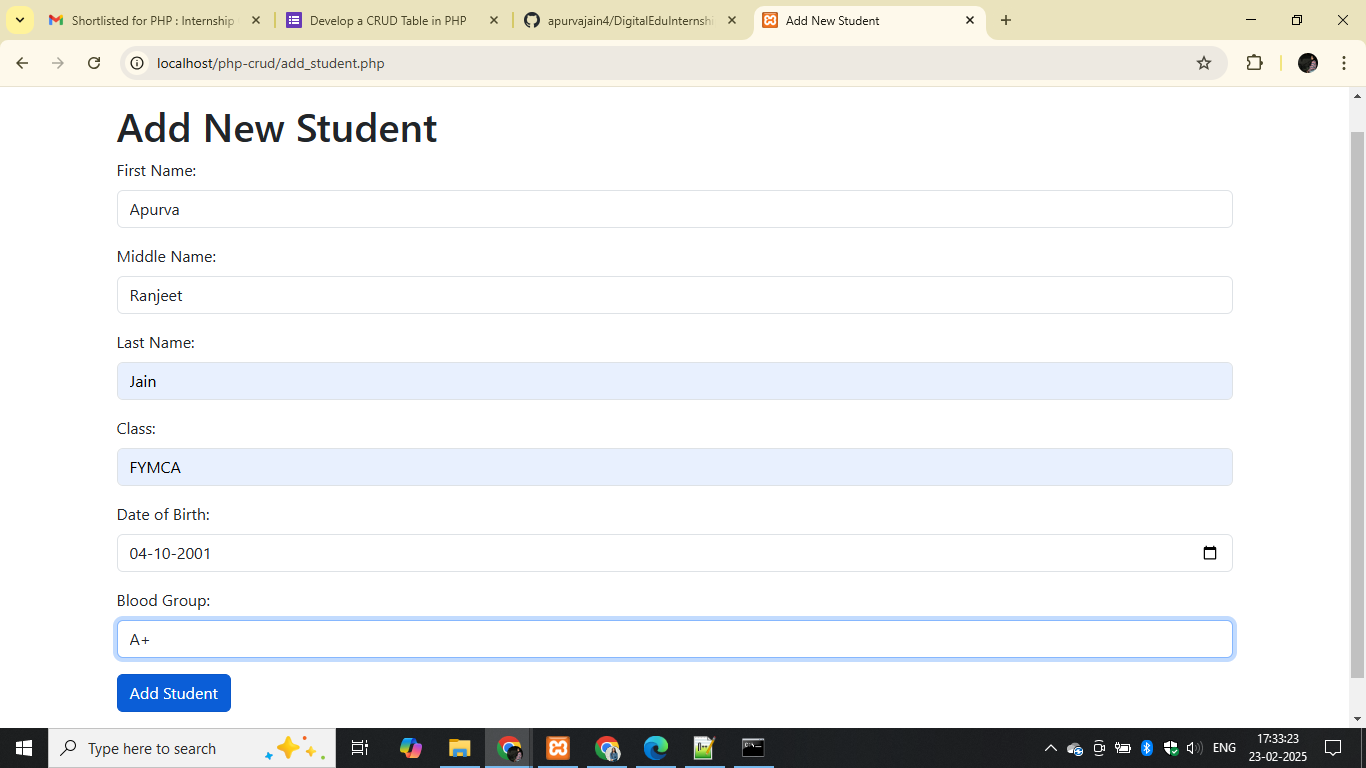 Shortlisted for PHP : Internship
Develop a CRUD Table in PHP
apurvajain4/DigitalEduInternshi
Add New Student
localhost/php-crud/add_student.php
Add New Student
First Name:
Apurva
Middle Name:
Ranjeet
Last Name:
Jain
Class:
FYMCA
Date of Birth:
04-10-2001
Blood Group:
A+
Add Student
Type here to search
ENG
17:33:23
23-02-2025